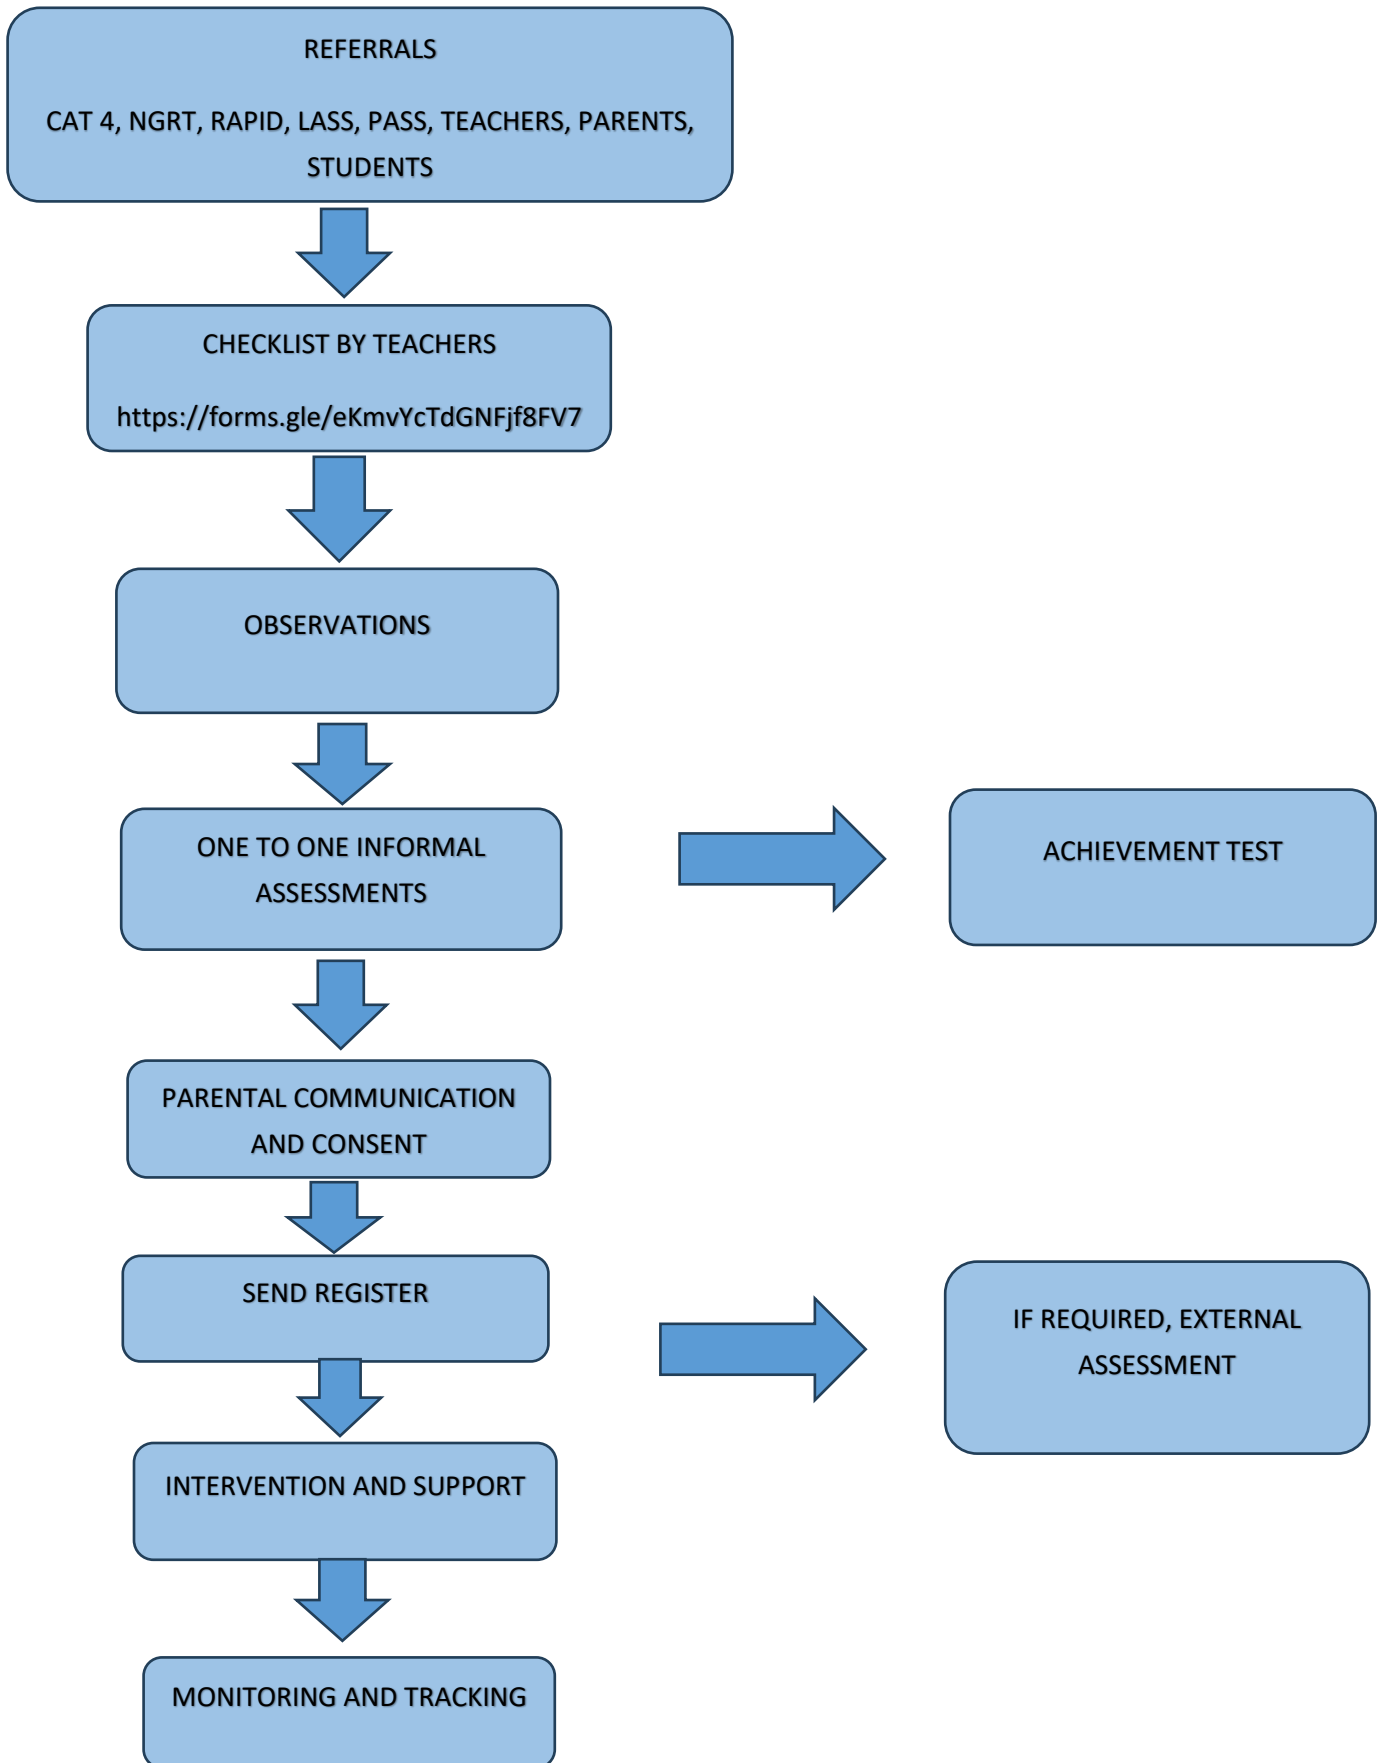 REFERRALS
CAT 4, NGRT, RAPID, LASS, PASS, TEACHERS, PARENTS,
STUDENTS
CHECKLIST BY TEACHERS
https://forms.gle/eKmvYcTdGNFjf8FV7
OBSERVATIONS
ONE TO ONE INFORMAL
ASSESSMENTS
ACHIEVEMENT TEST
PARENTAL COMMUNICATION
AND CONSENT
SEND REGISTER
IF REQUIRED, EXTERNAL
ASSESSMENT
INTERVENTION AND SUPPORT
MONITORING AND TRACKING